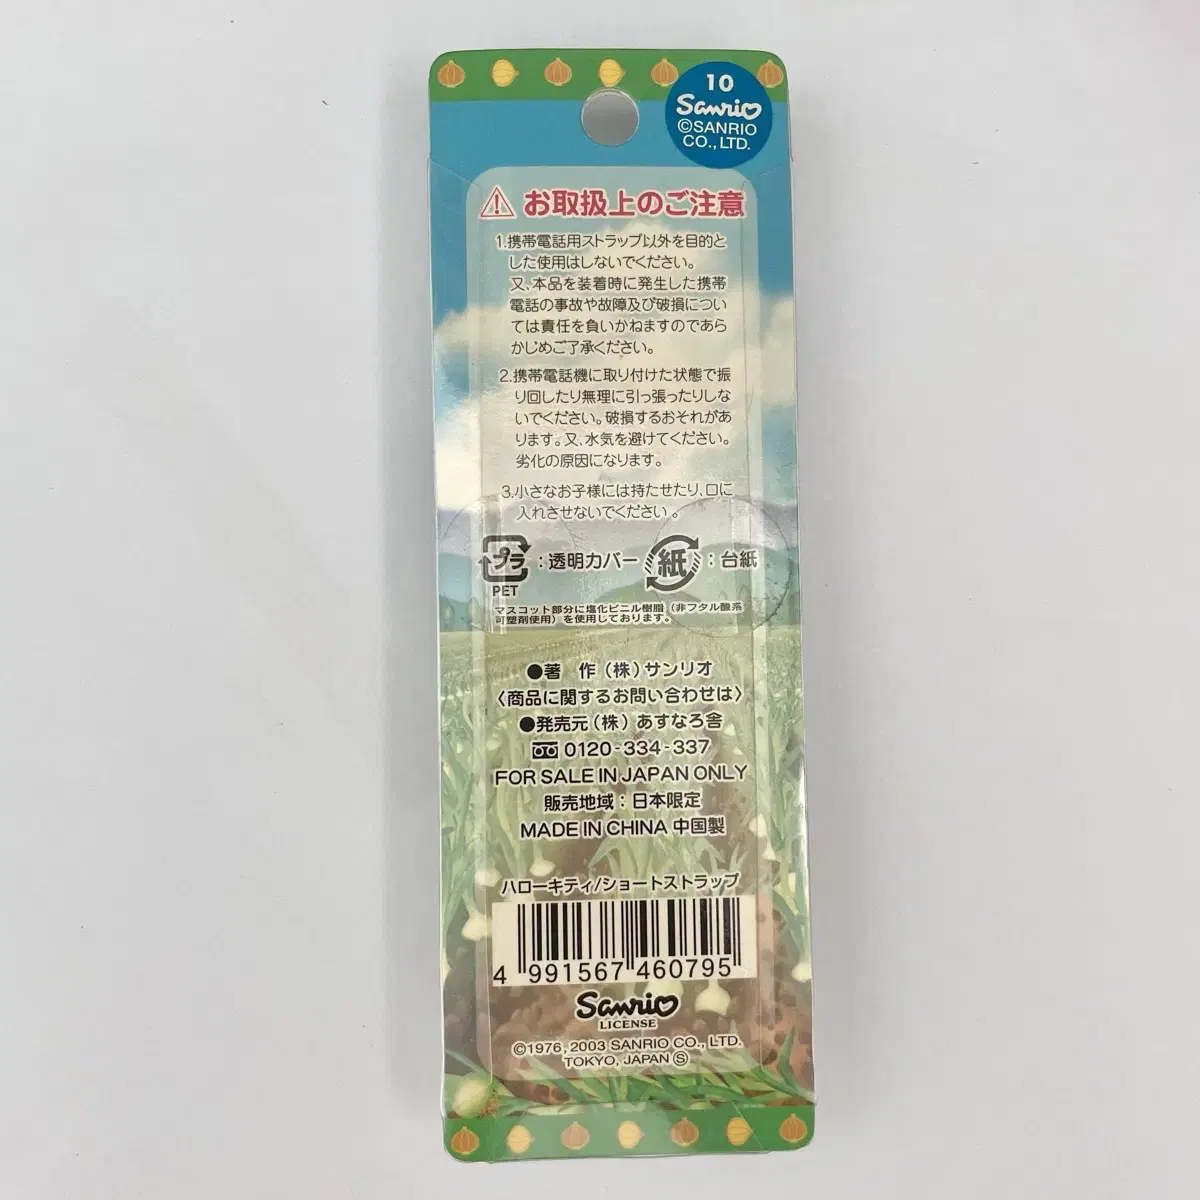 10
Sanrio
©SANRIO
CO.,LTD.
お取扱上のご注意
1.携帯電話用ストラップ以外を目的と
した使用はしないでください。
又、本品を装着時に発生した携帯
電話の事故や故障及び破損につい
ては責任を負いかねますのであら
かじめご了承ください。
2.携帯電話機に取り付けた状態で振
り回したり無理に引っ張ったりしな
いでください。破損するおそれがあ
ります。又、水気を避けてください。
劣化の原因になります。
3.小さなお子様には持たせたり、口に
入れさせないでください。
プラ：透明カバー 紙：台紙
PET
マスコット部分に塩化ビニル樹脂（非フタル酸系
可塑剤使用）を使用しております。
●著　作（株）サンリオ
〈商品に関するお問い合わせは〉
●発売元（株）あすなろ舎
0120-334-337
FOR SALE IN JAPAN ONLY
販売地域：日本限定
MADE IN CHINA 中国製
ハローキティ/ショートストラップ
4 991567 460795
Sanrio
LICENSE
©1976, 2003 SANRIO CO., LTD.
TOKYO, JAPAN Ⓢ